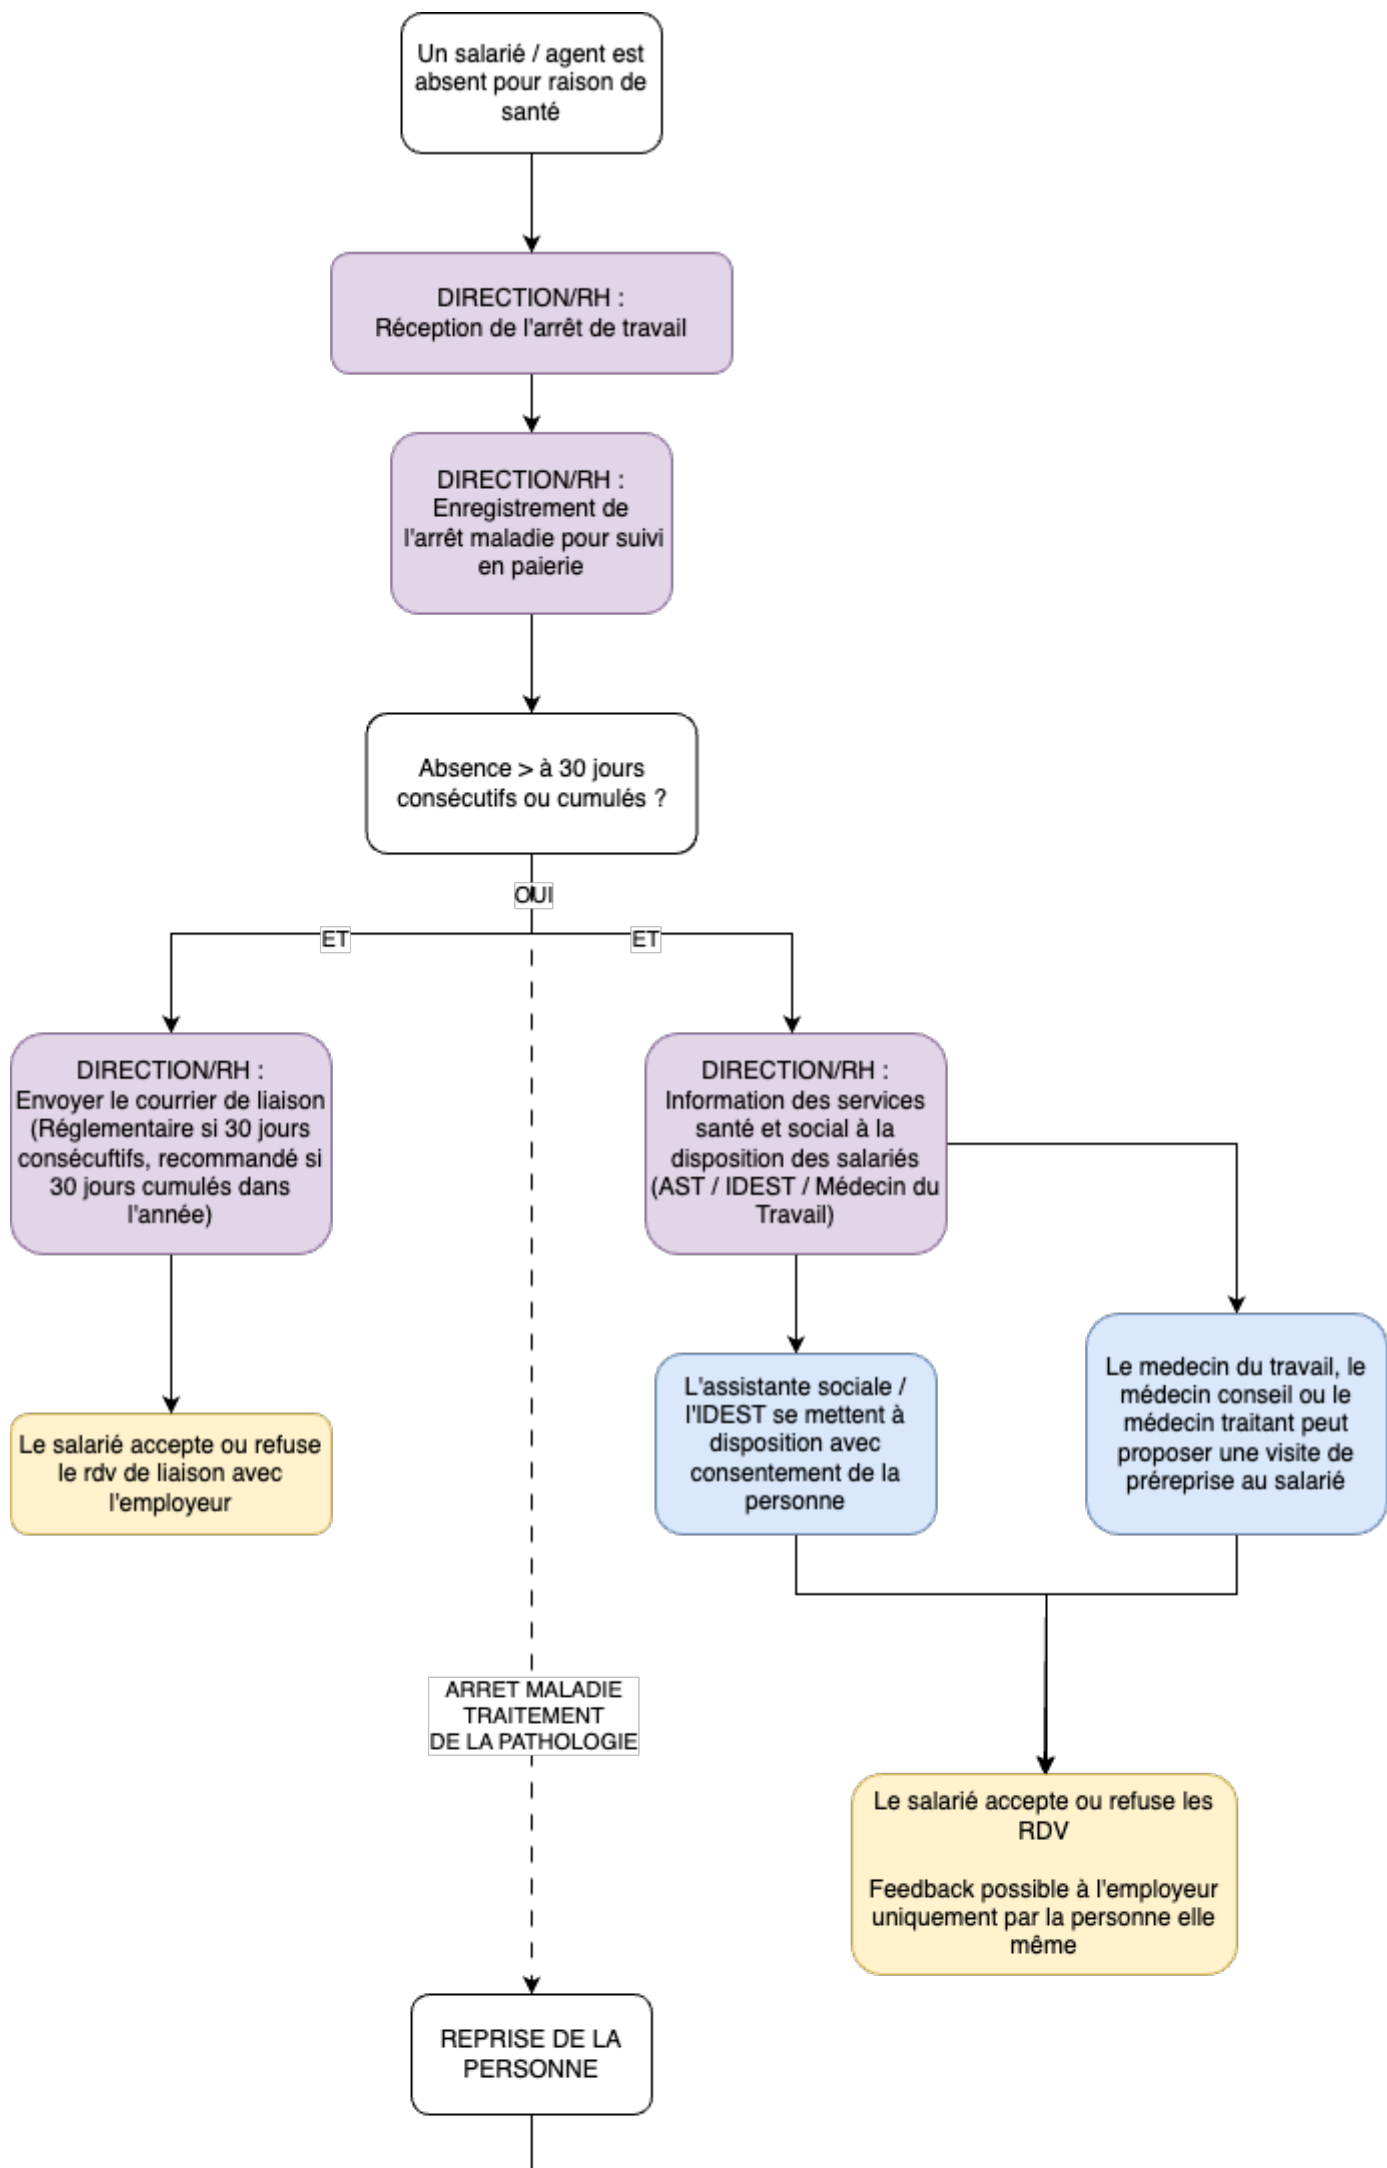 Un salarié / agent est
absent pour raison de
santé
DIRECTION/RH :
Réception de l'arrêt de travail
DIRECTION/RH :
Enregistrement de
l'arrêt maladie pour suivi
en paierie
Absence > à 30 jours
consécutifs ou cumulés ?
OUI
ET
ET
DIRECTION/RH :
Envoyer le courrier de liaison
(Réglementaire si 30 jours
consécuftifs, recommandé si
30 jours cumulés dans
l'année)
DIRECTION/RH :
Information des services
santé et social à la
disposition des salariés
(AST / IDEST / Médecin du
Travail)
Le salarié accepte ou refuse
le rdv de liaison avec
l'employeur
L'assistante sociale /
l'IDEST se mettent à
disposition avec
consentement de la
personne
Le medecin du travail, le
médecin conseil ou le
médecin traitant peut
proposer une visite de
préreprise au salarié
ARRET MALADIE
TRAITEMENT
DE LA PATHOLOGIE
Le salarié accepte ou refuse les
RDV
Feedback possible à l'employeur
uniquement par la personne elle
même
REPRISE DE LA
PERSONNE